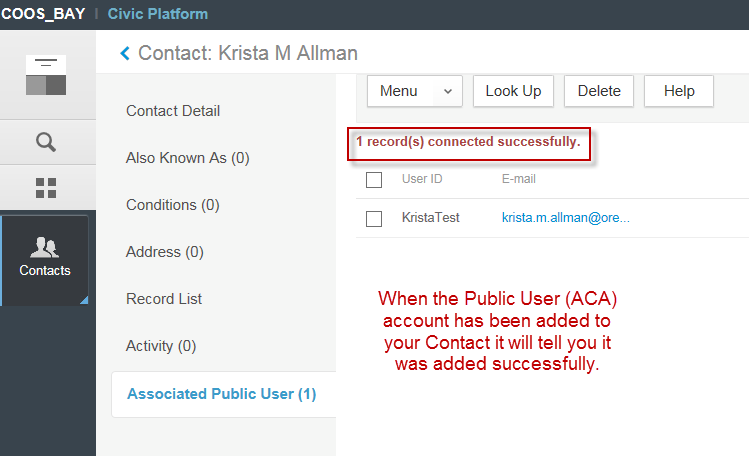 COOS_BAY | Civic Platform
Contact: Krista M Allman
Menu
Look Up
Delete
Help
Contact Detail
1 record(s) connected successfully.
Also Known As (0)
User ID
E-mail
Conditions (0)
KristaTest
krista.m.allman@ore...
Address (0)
Contacts
Record List
Activity (0)
Associated Public User (1)
When the Public User (ACA)
account has been added to
your Contact it will tell you it
was added successfully.